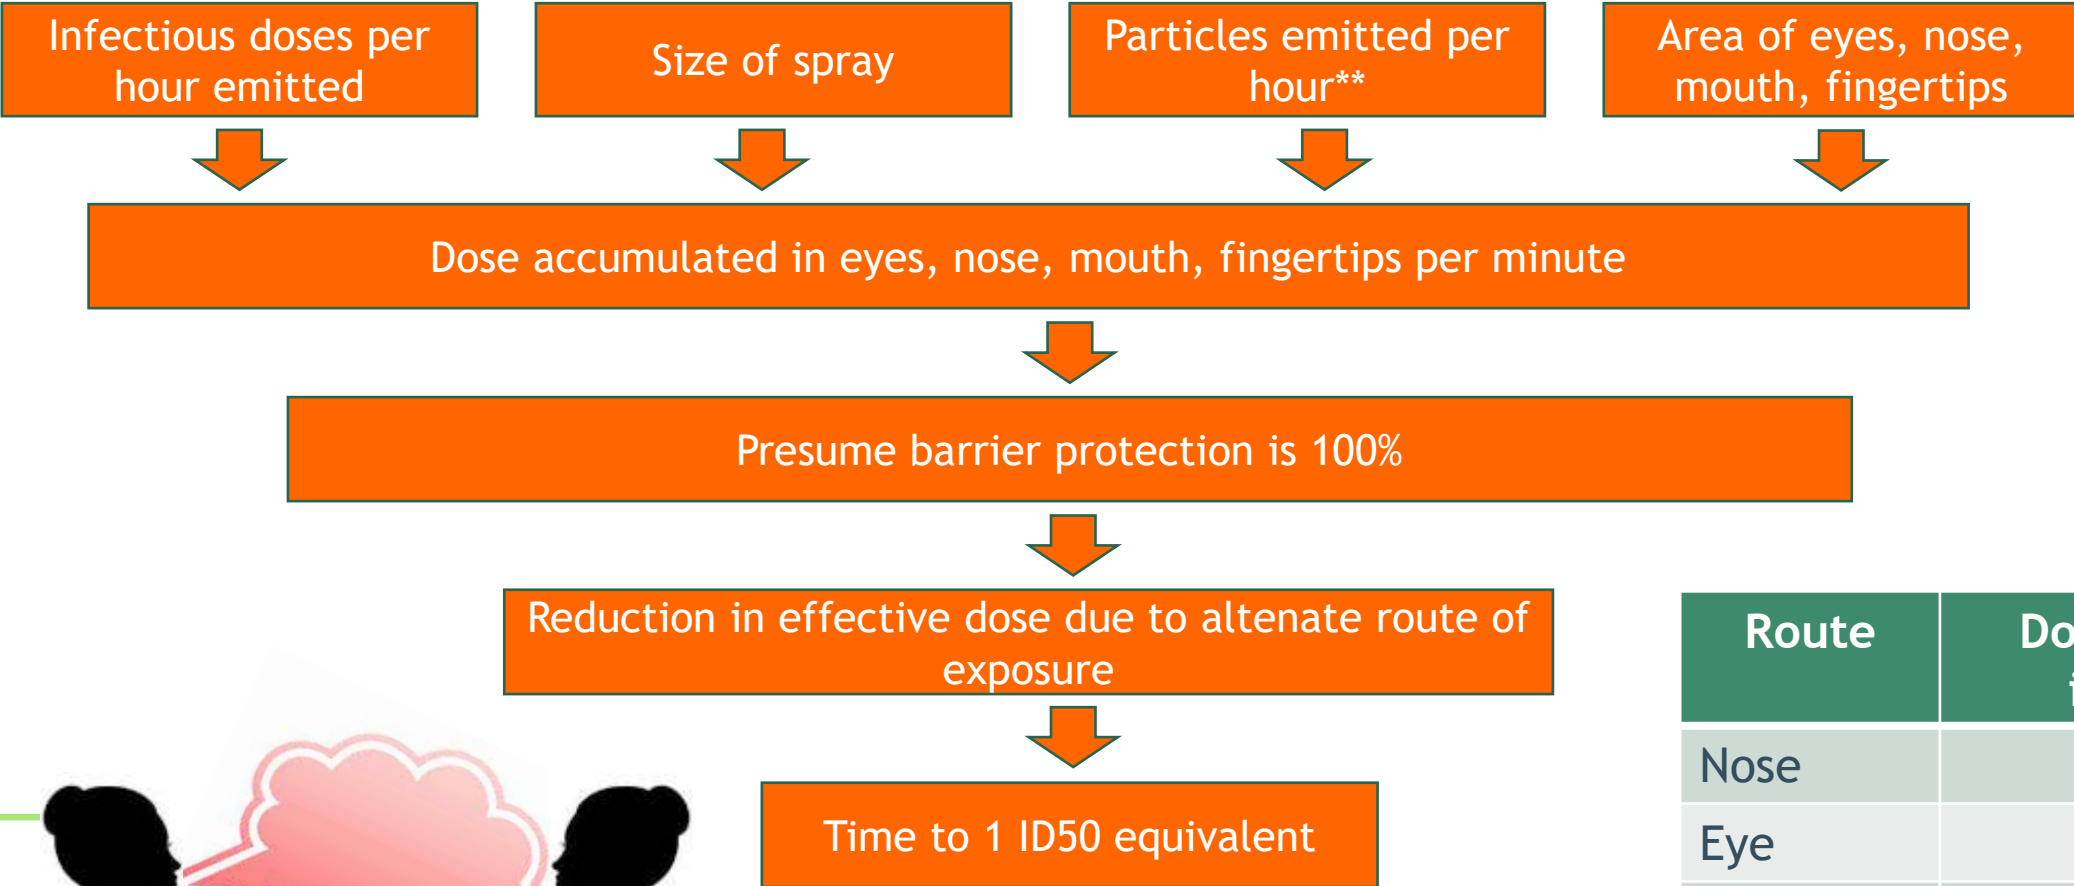 Infectious doses per
hour emitted
Size of spray
Particles emitted per
hour**
Area of eyes, nose,
mouth, fingertips
Dose accumulated in eyes, nose, mouth, fingertips per minute
Presume barrier protection is 100%
Reduction in effective dose due to altenate route of
exposure
Time to 1 ID50 equivalent
Route
Nose
Eye